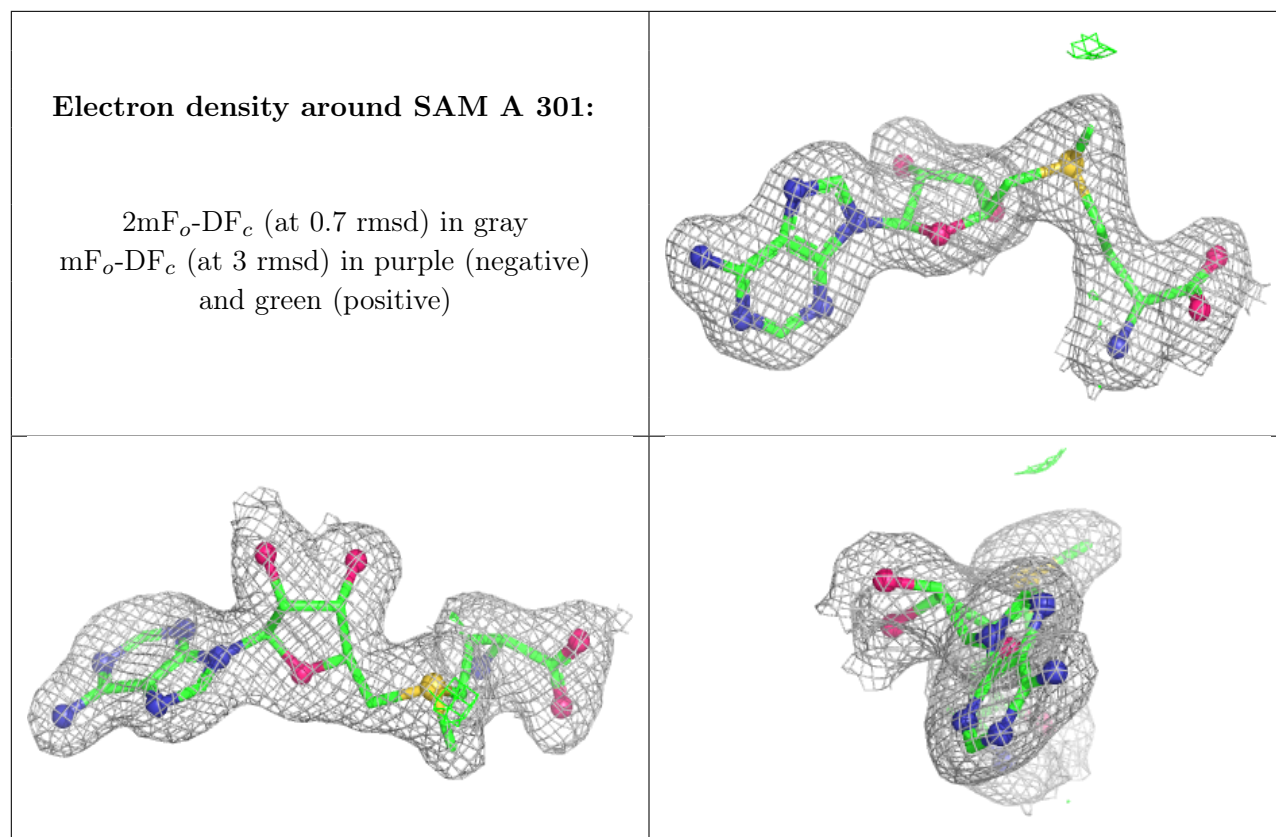 Electron density around SAM A 301:
2mFo-DFc (at 0.7 rmsd) in gray
mFo-DFc (at 3 rmsd) in purple (negative)
and green (positive)